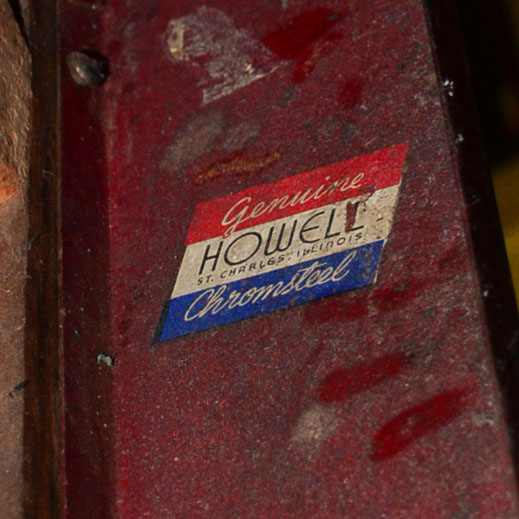 Genuine
HOWELL
ST. CHARLES, ILLINOIS
Chromsteel